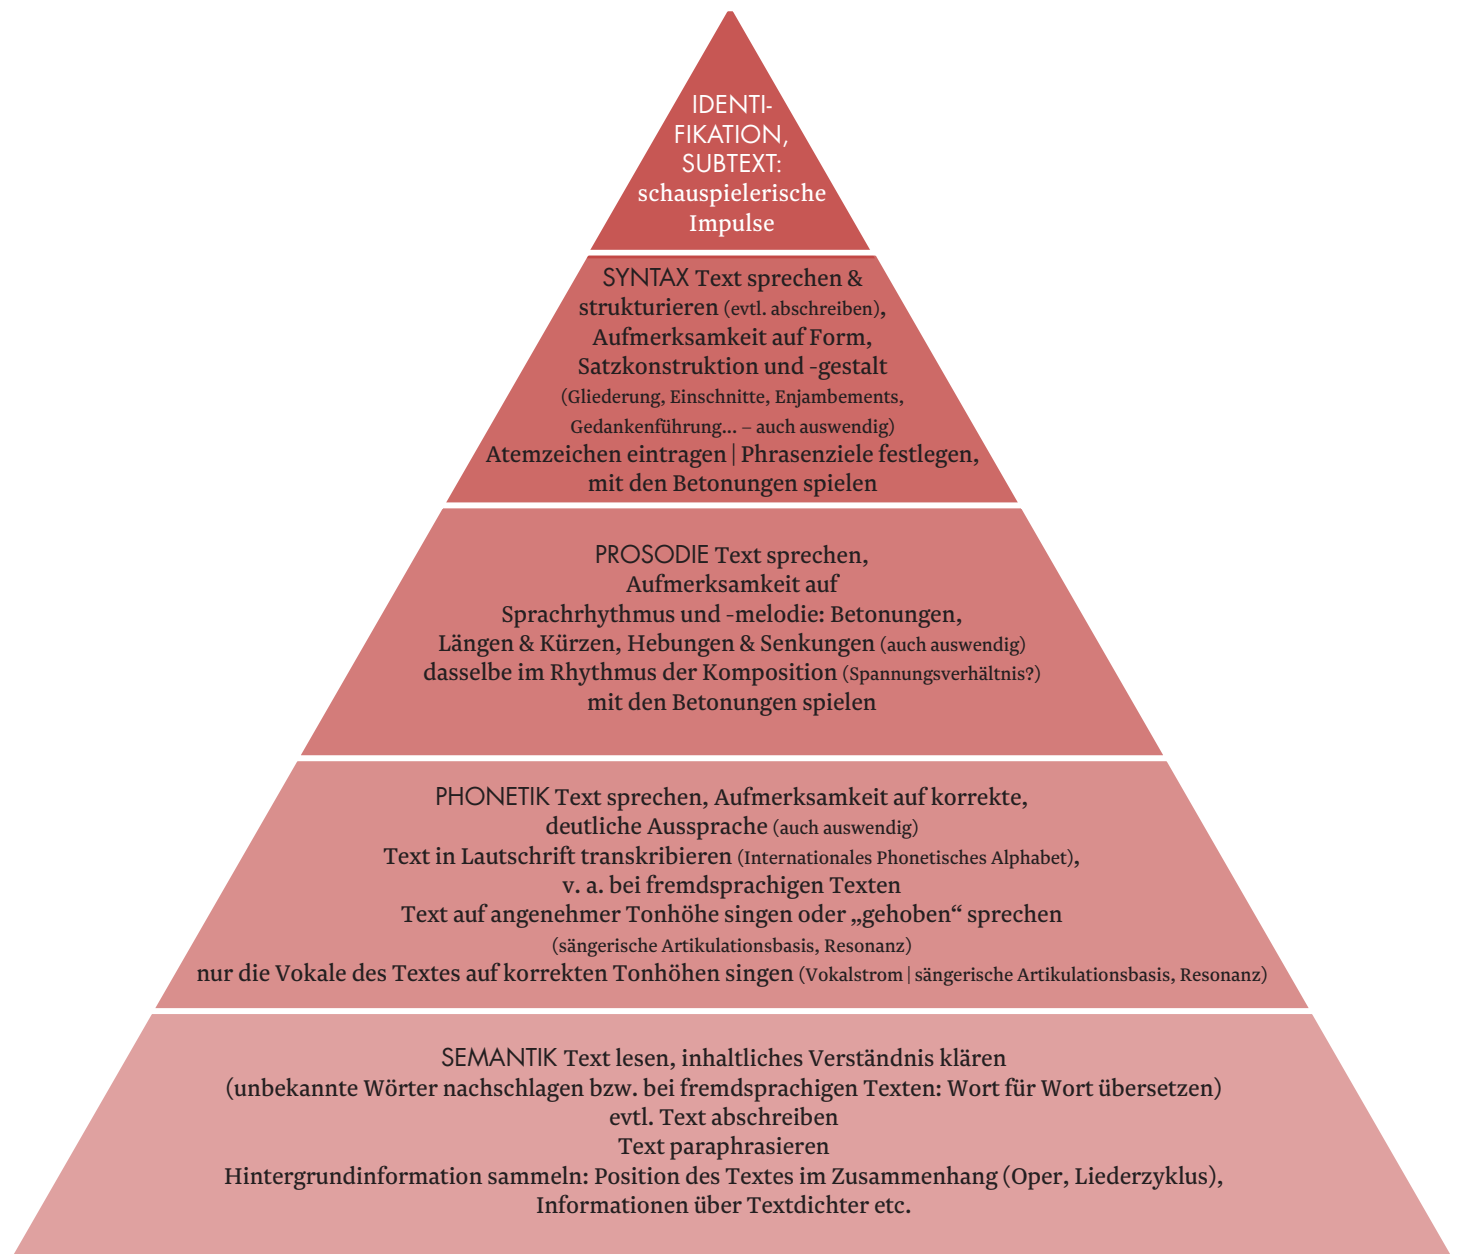 IDENTI-
FIKATION,
SUBTEXT:
schauspielerische
Impulse
SYNTAX Text sprechen &
strukturieren (evtl. abschreiben),
Aufmerksamkeit auf Form,
Satzkonstruktion und -gestalt
(Gliederung, Einschnitte, Enjambements,
Gedankenführung... – auch auswendig)
Atemzeichen eintragen | Phrasenziele festlegen,
mit den Betonungen spielen
PROSODIE Text sprechen,
Aufmerksamkeit auf
Sprachrhythmus und -melodie: Betonungen,
Längen & Kürzen, Hebungen & Senkungen (auch auswendig)
dasselbe im Rhythmus der Komposition (Spannungsverhältnis?)
mit den Betonungen spielen
PHONETIK Text sprechen, Aufmerksamkeit auf korrekte,
deutliche Aussprache (auch auswendig)
Text in Lautschrift transkribieren (Internationales Phonetisches Alphabet),
v. a. bei fremdsprachigen Texten
Text auf angenehmer Tonhöhe singen oder „gehoben“ sprechen
(sängerische Artikulationsbasis, Resonanz)
nur die Vokale des Textes auf korrekten Tonhöhen singen (Vokalstrom | sängerische Artikulationsbasis, Resonanz)
SEMANTIK Text lesen, inhaltliches Verständnis klären
(unbekannte Wörter nachschlagen bzw. bei fremdsprachigen Texten: Wort für Wort übersetzen)
evtl. Text abschreiben
Text paraphrasieren
Hintergrundinformation sammeln: Position des Textes im Zusammenhang (Oper, Liederzyklus),
Informationen über Textdichter etc.